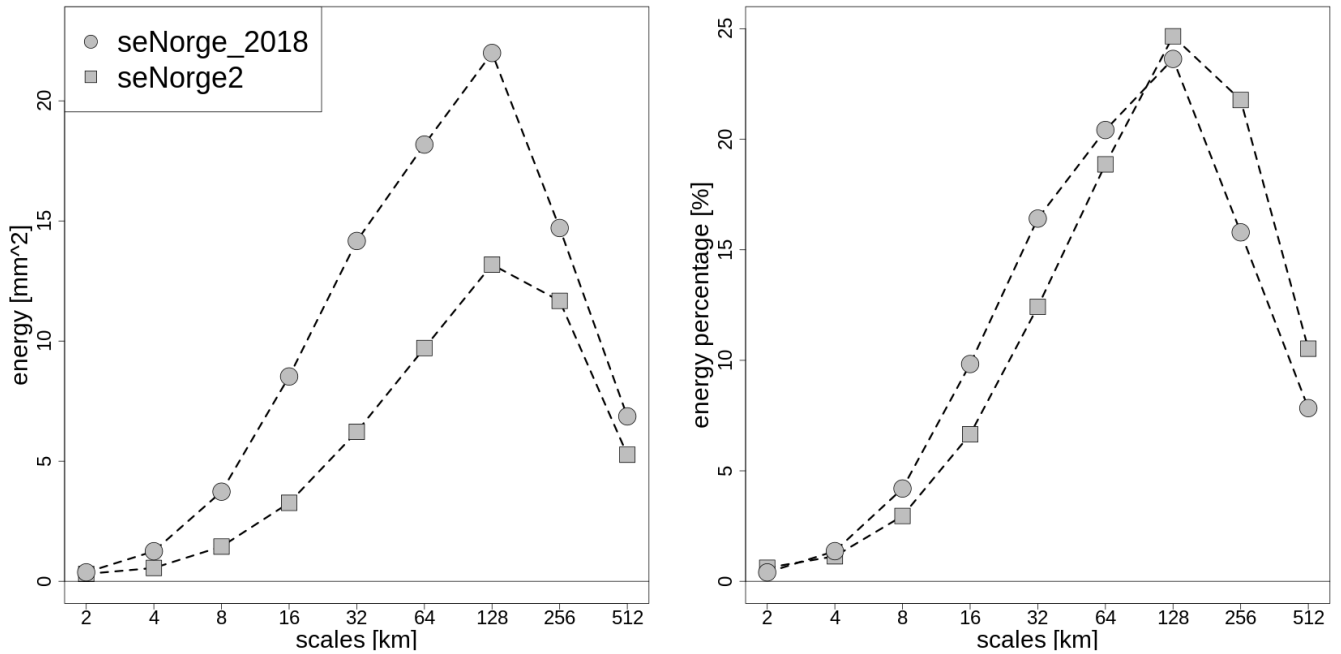 seNorge_2018
seNorge2
energy [mm^2]
20
15
10
5
0
2 4 8 16 32 64 128 256 512
scales [km]
energy percentage [%]
25
20
15
10
5
0
2 4 8 16 32 64 128 256 512
scales [km]